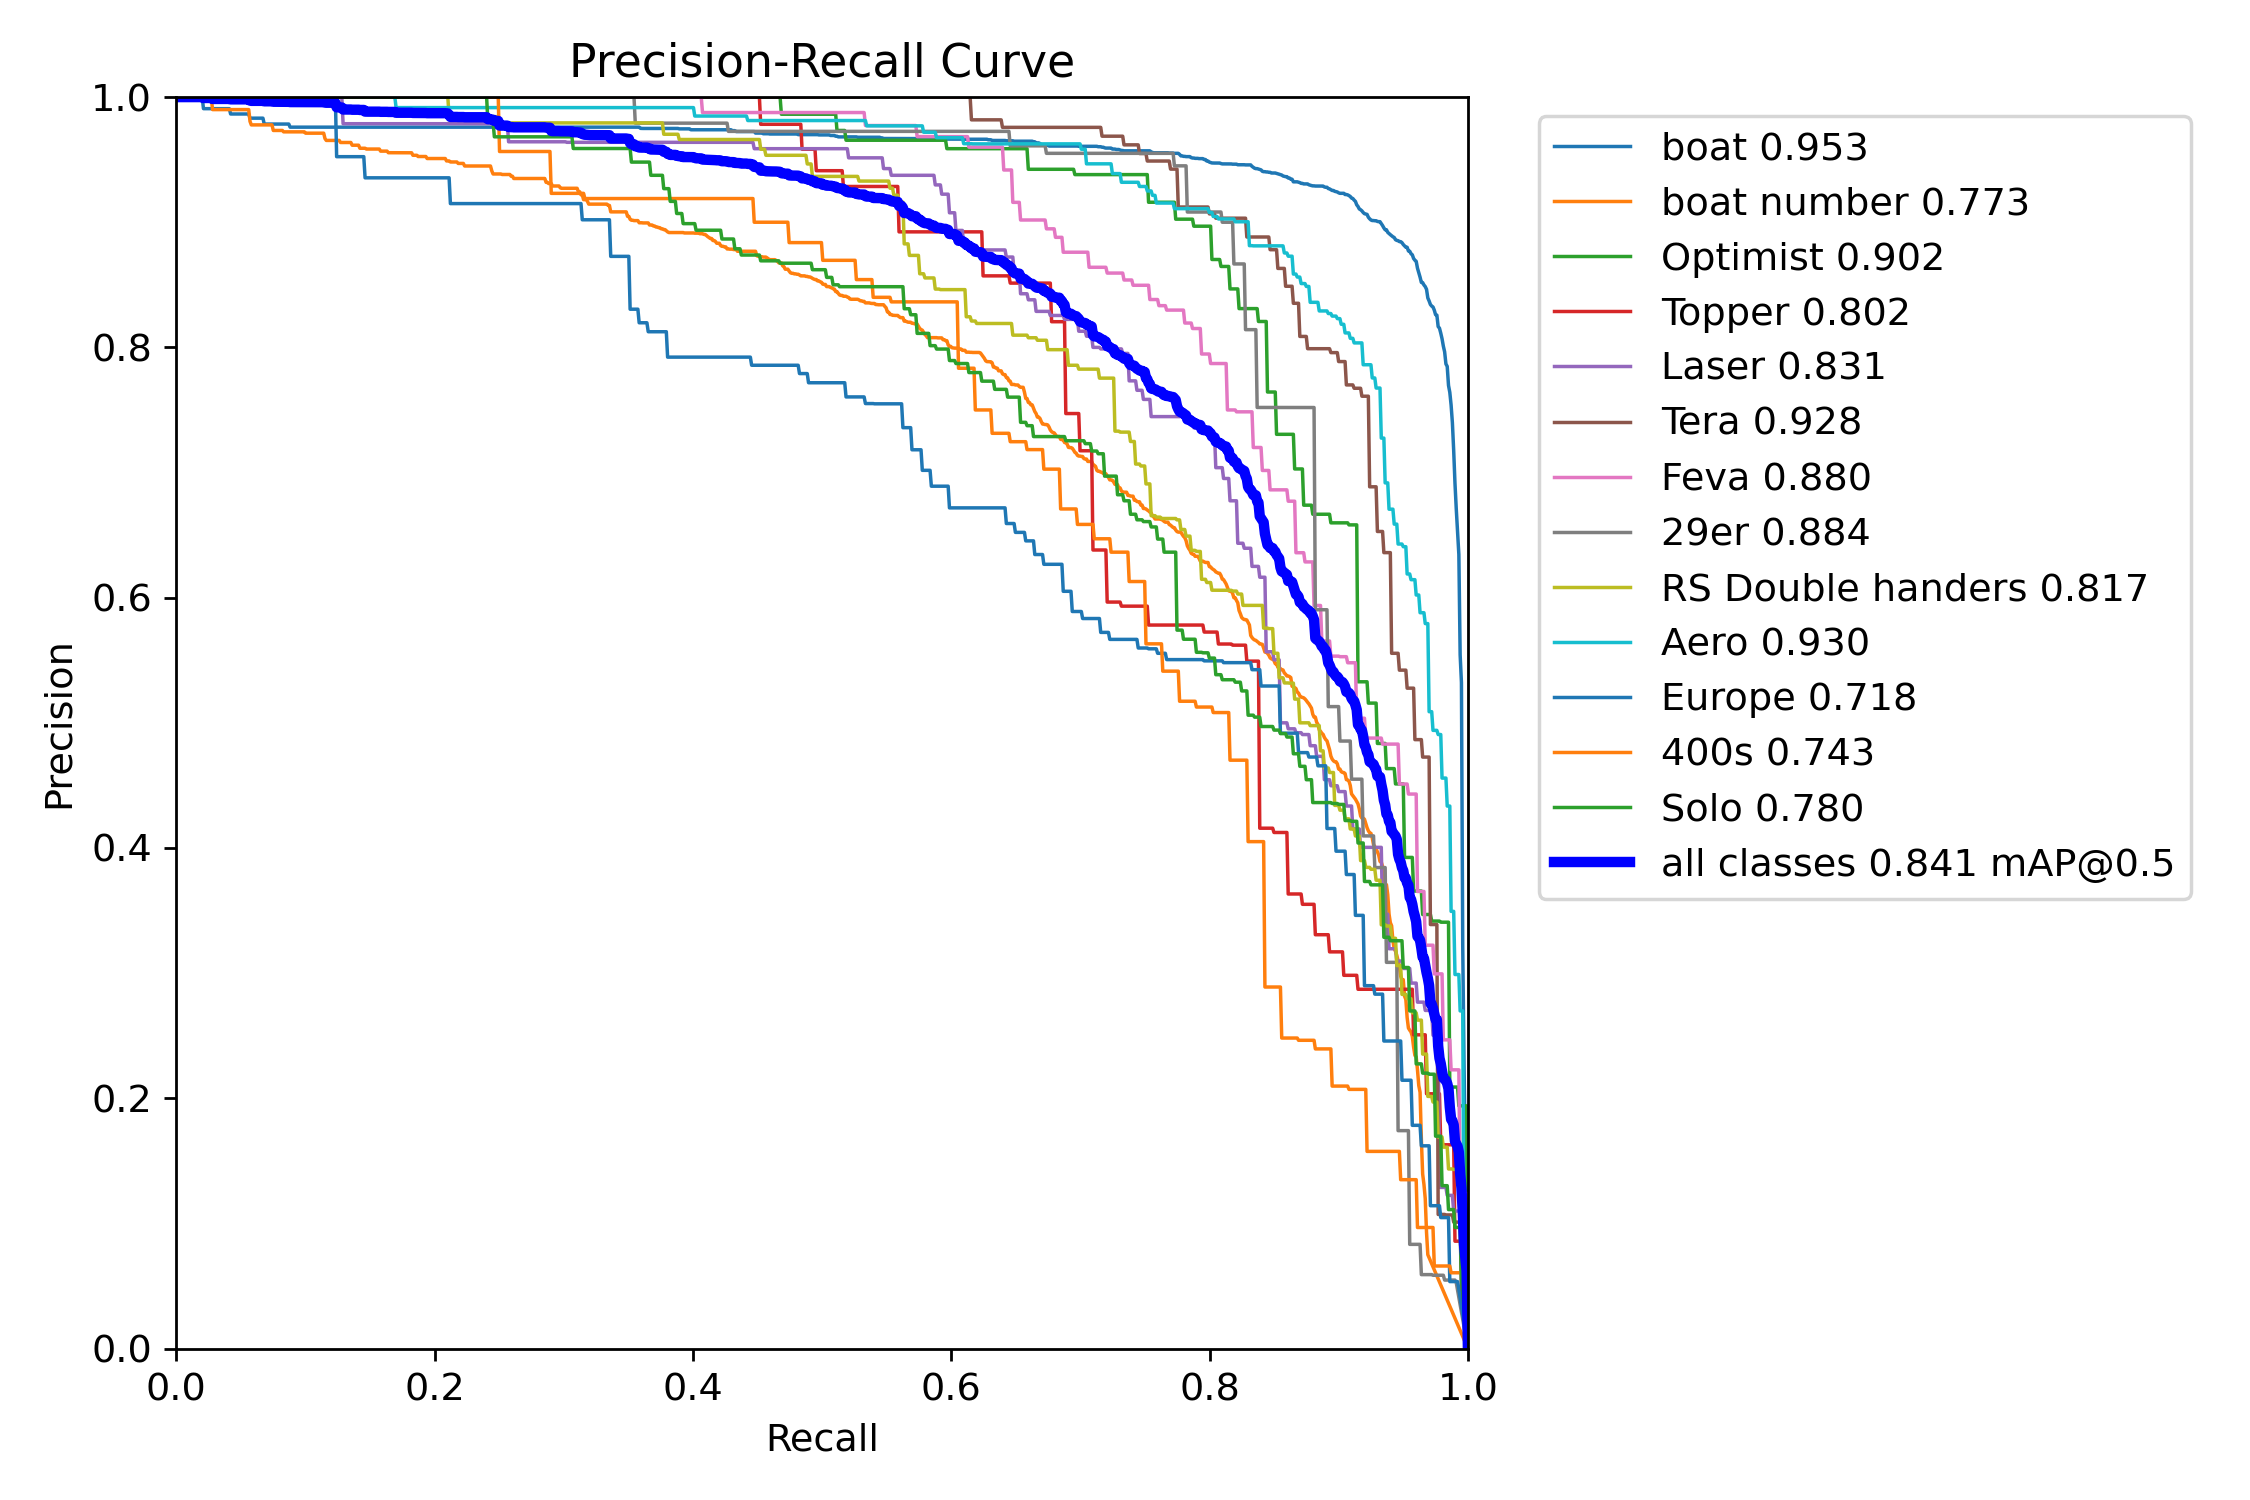 Precision-Recall Curve
1.0
0.8
0.6
0.4
0.2
0.0
Precision
0.0 0.2 0.4 0.6 0.8 1.0
Recall
boat 0.953
boat number 0.773
Optimist 0.902
Topper 0.802
Laser 0.831
Tera 0.928
Feva 0.880
29er 0.884
RS Double handers 0.817
Aero 0.930
Europe 0.718
400s 0.743
Solo 0.780
all classes 0.841 mAP@0.5